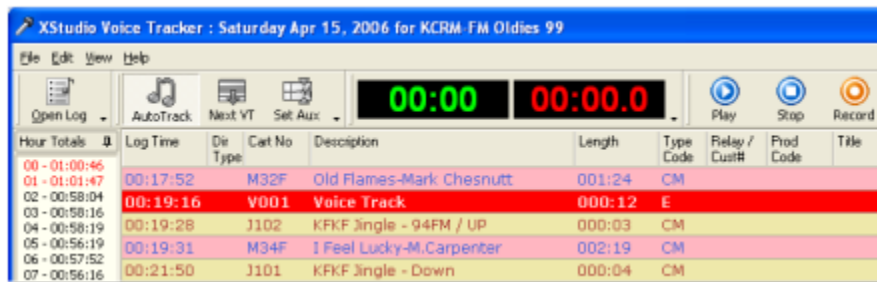 XStudio Voice Tracker : Saturday Apr 15, 2006 for KCRM-FM Oldies 99
File Edit View Help
Open Log AutoTrack Next VT Set Aux 00:00 00:00.0 Play Stop Record
Hour Totals Log Time Dir Type Cart No Description Length Type Code Relay / Cust# Prod Code Title
00 - 01:00:46
01 - 01:01:47
02 - 00:58:04
03 - 00:58:16
04 - 00:58:19
05 - 00:56:19
06 - 00:57:52
07 - 00:56:16
00:17:52 M32F Old Flames-Mark Chesnutt 001:24 CM
00:19:16 V001 Voice Track 000:12 E
00:19:28 J102 KFKF Jingle - 94FM / UP 000:03 CM
00:19:31 M34F I Feel Lucky-M.Carpenter 002:19 CM
00:21:50 J101 KFKF Jingle - Down 000:04 CM